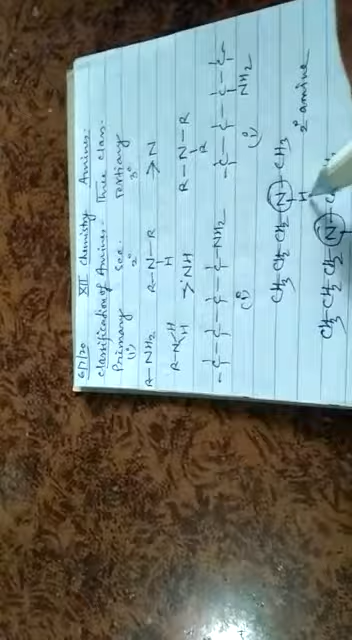 6/7/20 XII Chemistry Amines.
Classification of Amines:- Three Class-
Primary Sec. Tertiary
(1°) 2° 3°
R-NH2 R-N-R >N
H
R-N<H
H >NH R-N-R
R
-C-C-C-C-C-NH2 -C-C-C-C-C-
NH2
(1°) (1°)
CH3 CH2 CH2 N-CH3
H
2° amine
CH3 CH2 CH2 N-C